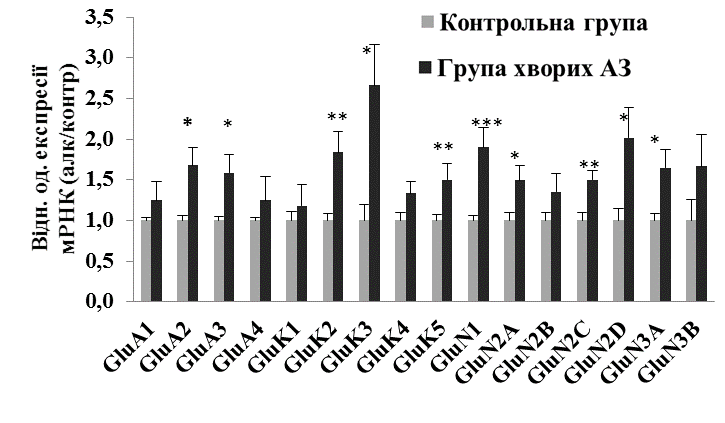 Контрольна група
Група хворих АЗ
Відн. од. експресії
мРНК (алк/контр)
3,5
3,0
2,5
2,0
1,5
1,0
0,5
0,0
* * ** * ** *** * ** * *
GluA1 GluA2 GluA3 GluA4 GluK1 GluK2 GluK3 GluK4 GluK5 GluN1 GluN2A GluN2B GluN2C GluN2D GluN3A GluN3B